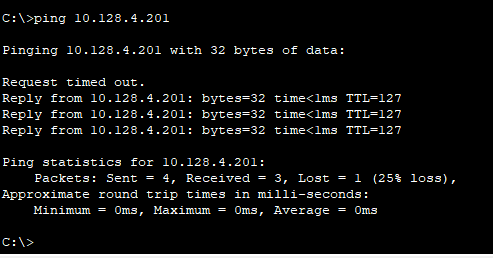 C:\>ping 10.128.4.201
Pinging 10.128.4.201 with 32 bytes of data:
Request timed out.
Reply from 10.128.4.201: bytes=32 time<1ms TTL=127
Reply from 10.128.4.201: bytes=32 time<1ms TTL=127
Reply from 10.128.4.201: bytes=32 time<1ms TTL=127
Ping statistics for 10.128.4.201:
    Packets: Sent = 4, Received = 3, Lost = 1 (25% loss),
Approximate round trip times in milli-seconds:
    Minimum = 0ms, Maximum = 0ms, Average = 0ms
C:\>